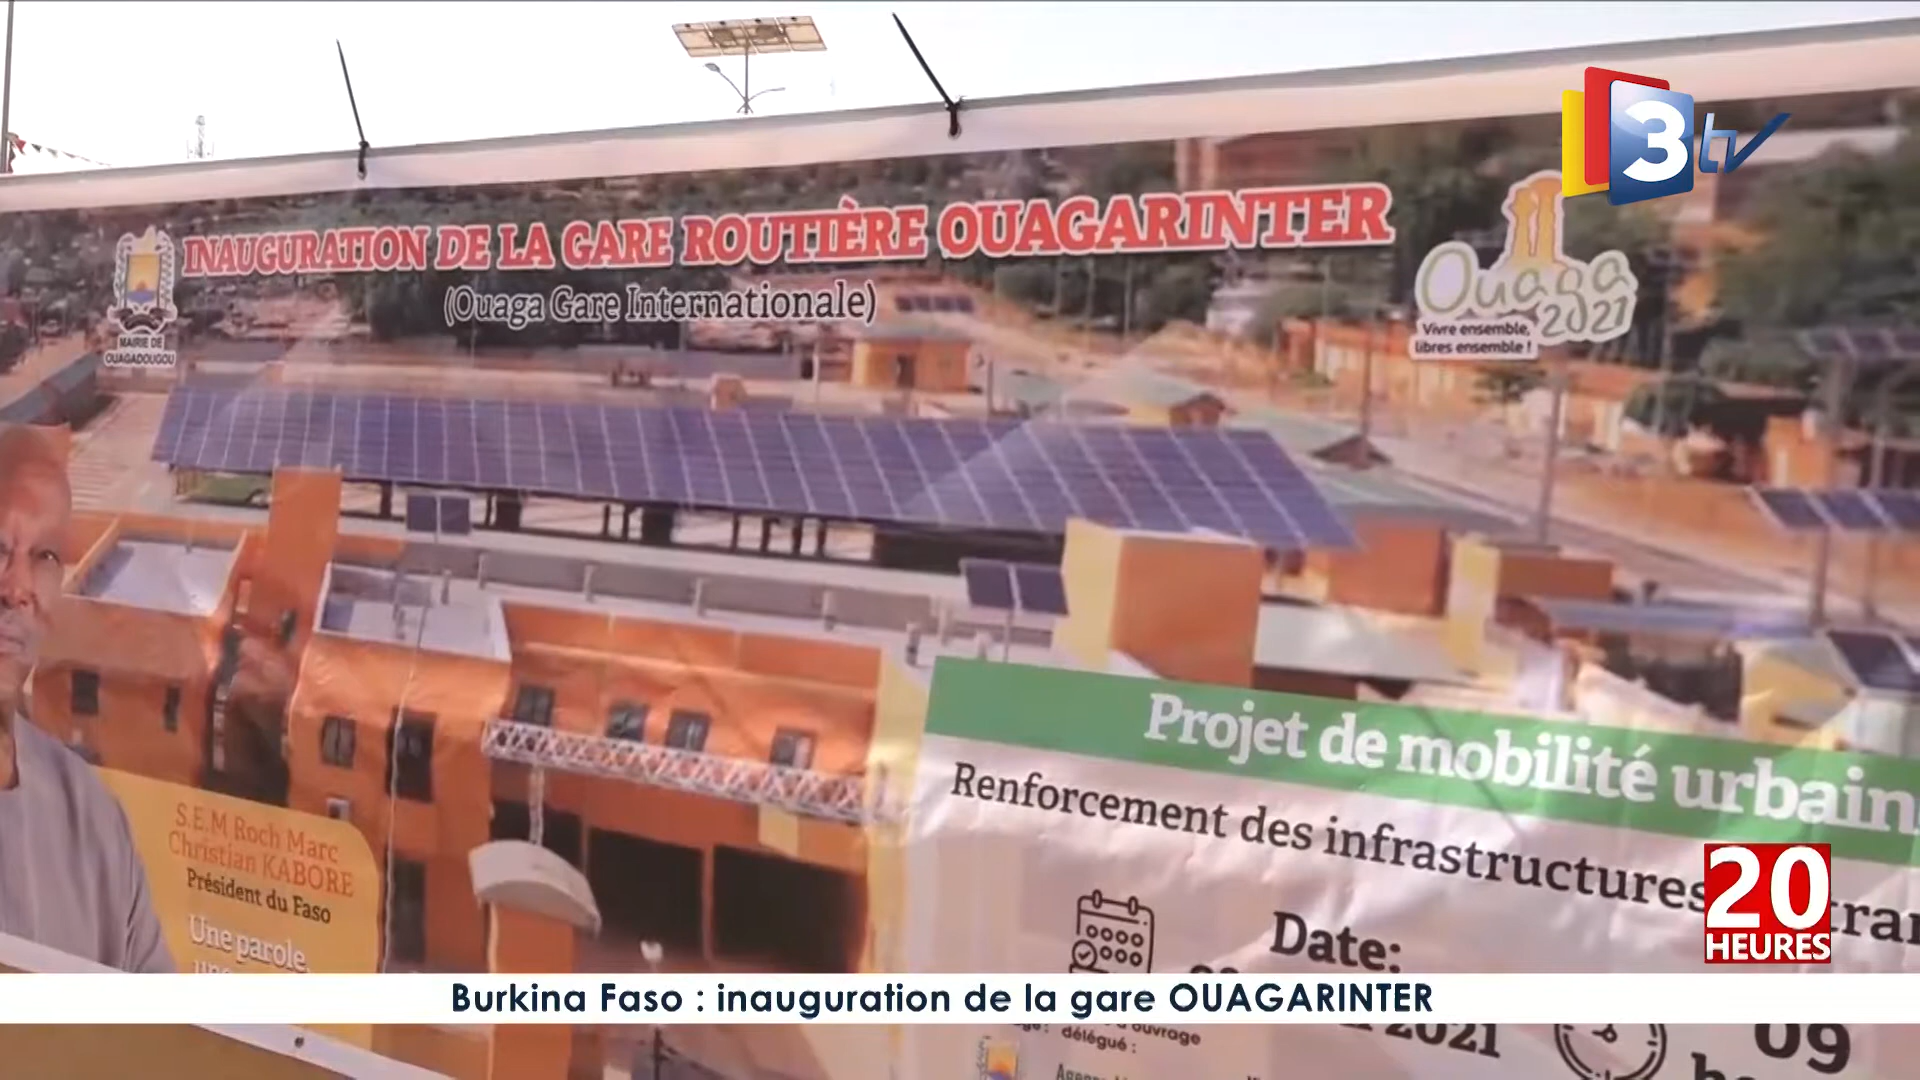 3tv
INAUGURATION DE LA GARE ROUTIÈRE OUAGARINTER
(Ouaga Gare Internationale)
MAIRIE DE
OUAGADOUGOU
Ouaga
2021
Vivre ensemble,
libres ensemble !
S.E.M Roch Marc
Christian KABORE
Président du Faso
Une parole,
Projet de mobilité
Renforcement des infrastructures
Date:
2021
09
délégué :
20
HEURES
Burkina Faso : inauguration de la gare OUAGARINTER